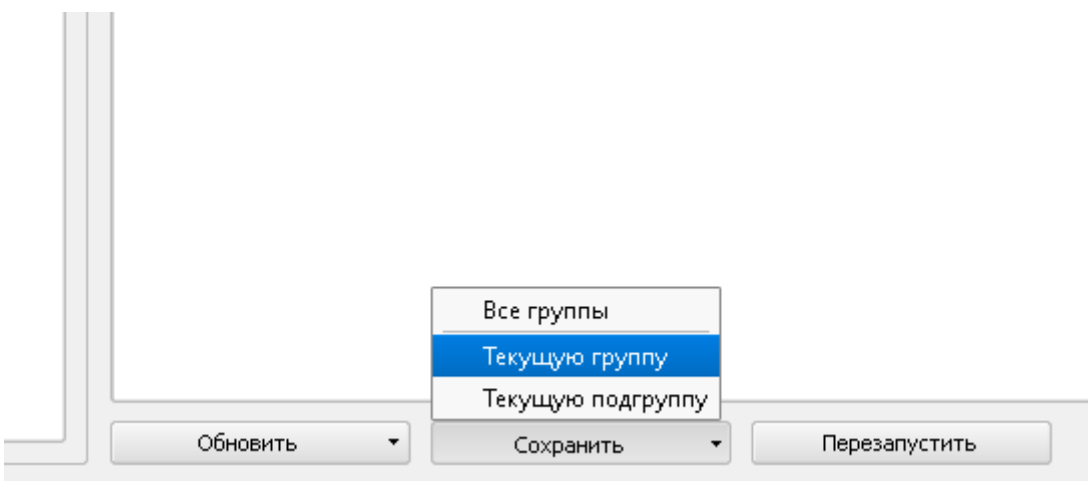 Все группы
Текущую группу
Текущую подгруппу
Обновить
Сохранить
Перезапустить